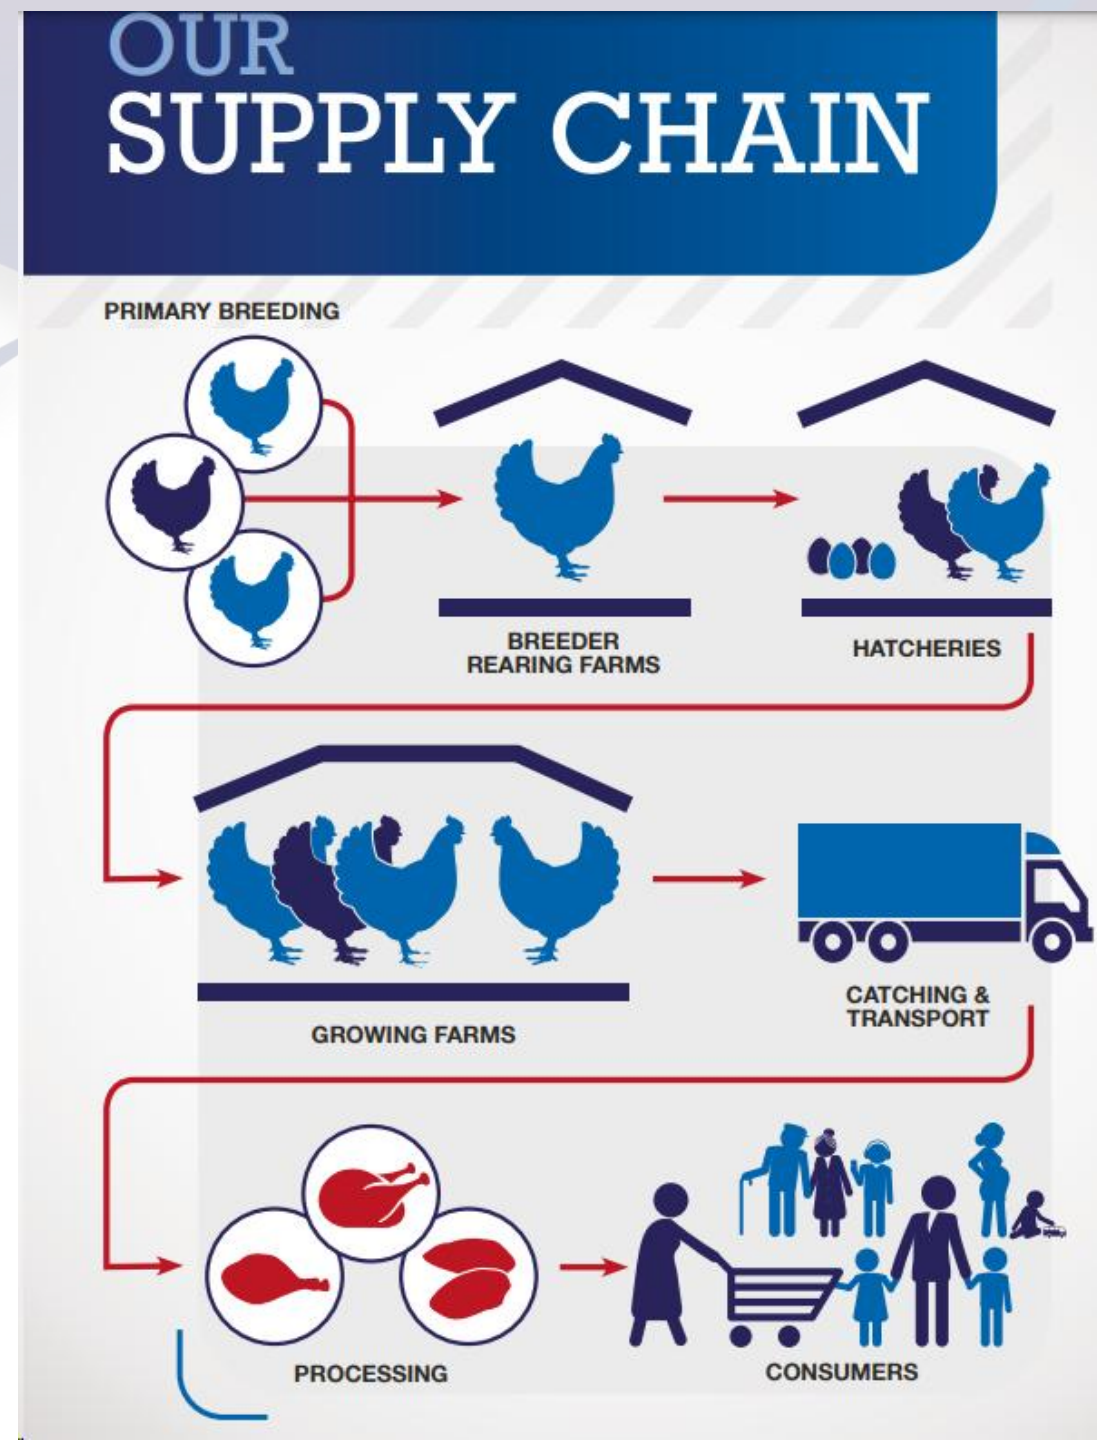 OUR
SUPPLY CHAIN
PRIMARY BREEDING
BREEDER
REARING FARMS
HATCHERIES
GROWING FARMS
CATCHING &
TRANSPORT
PROCESSING
CONSUMERS